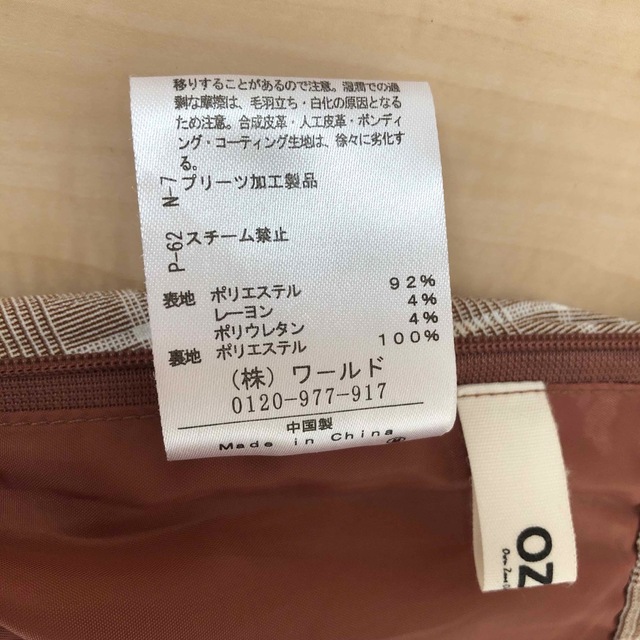 移りすることがあるので注意。湿潤での過
剰な摩擦は、毛羽立ち・白化の原因となる
ため注意。合成皮革・人工皮革・ボンディ
ング・コーティング生地は、徐々に劣化す
る。
N-7 プリーツ加工製品
P-62 スチーム禁止
表地 ポリエステル 92%
レーヨン 4%
ポリウレタン 4%
裏地 ポリエステル 100%
(株) ワールド
0120-977-917
中国製
Made in China
OZ